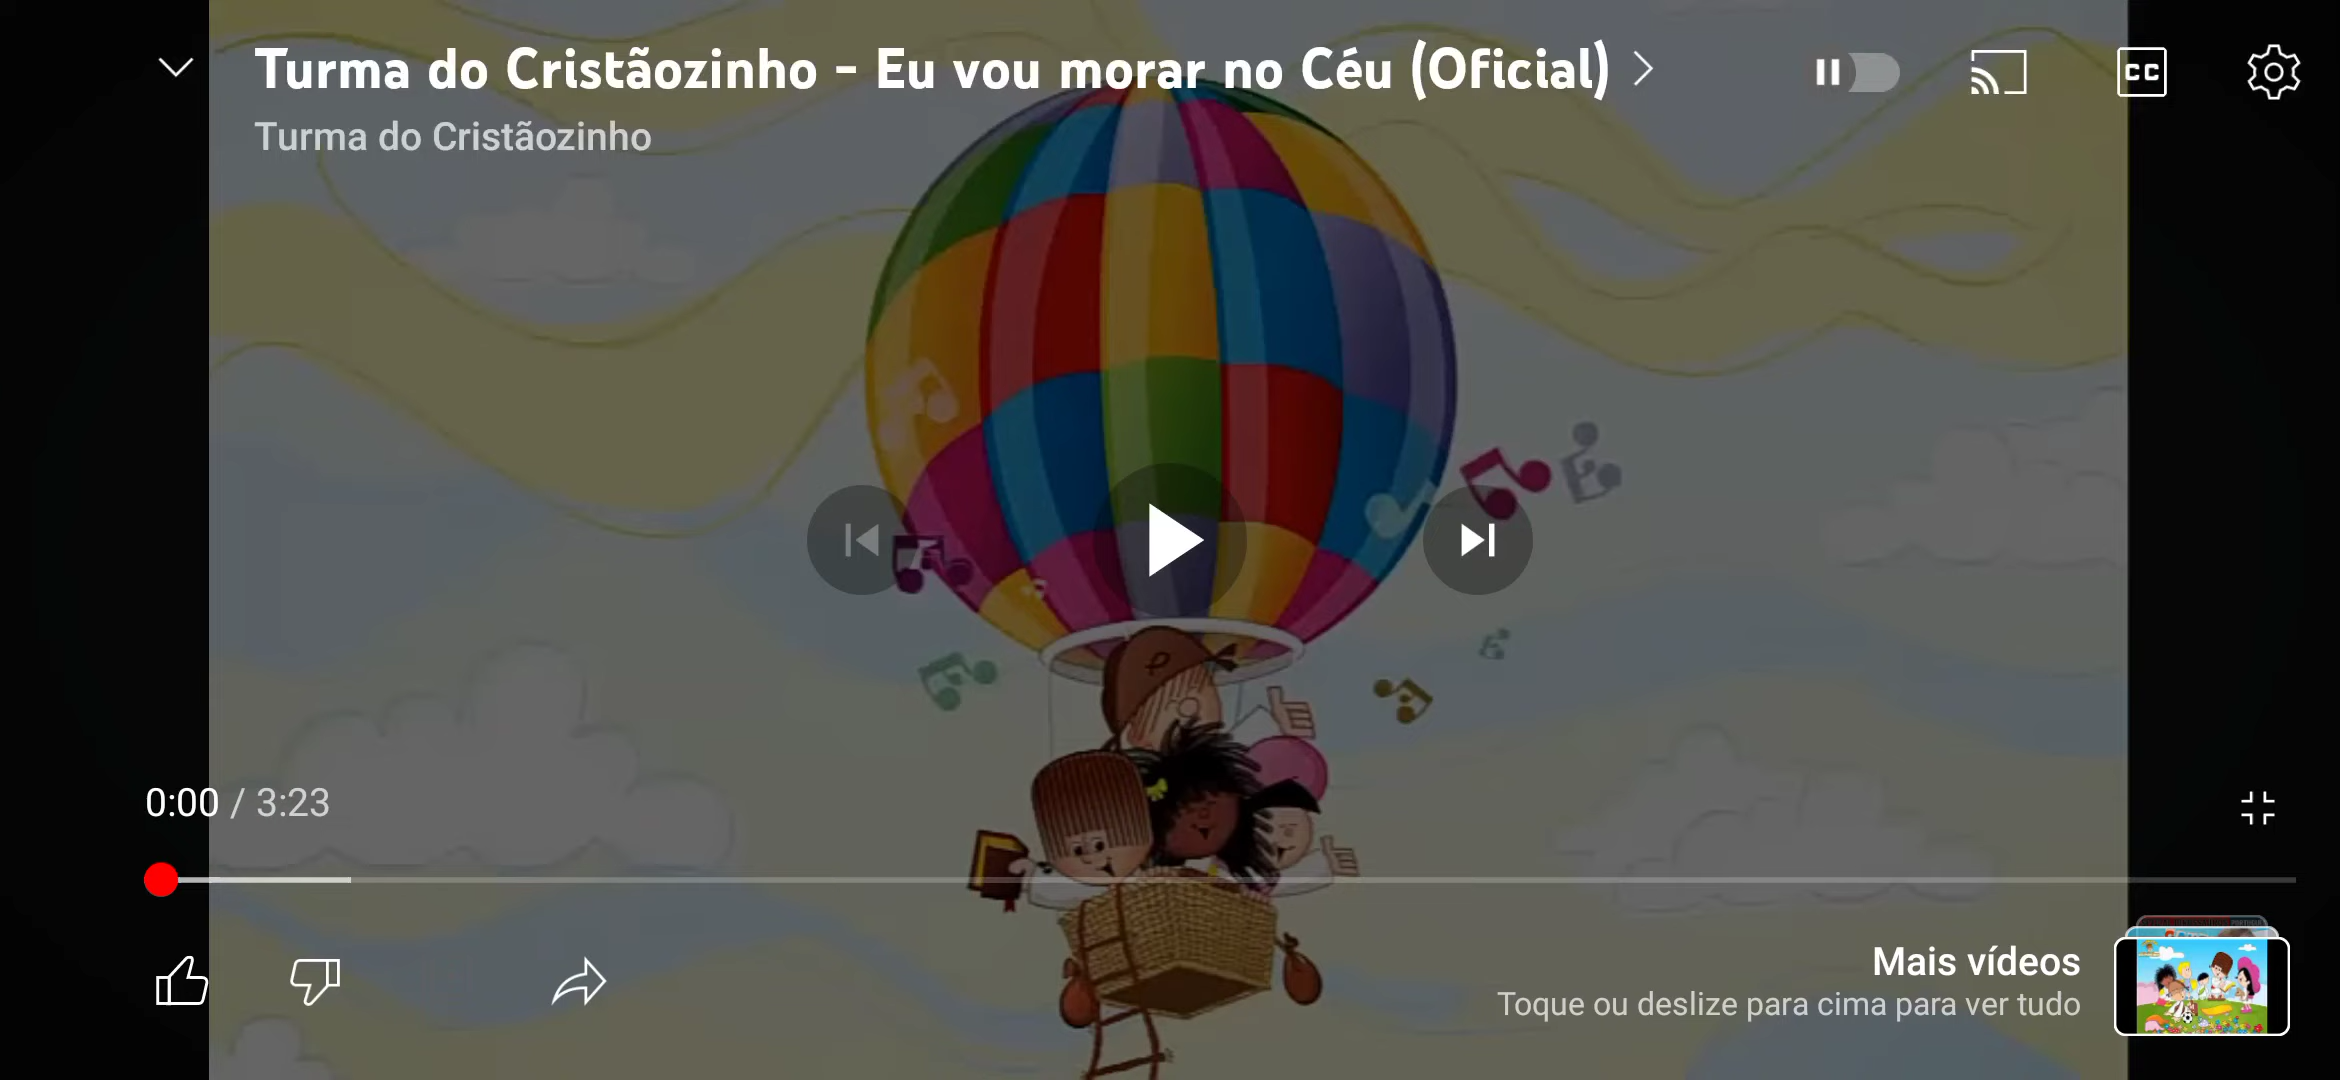 Turma do Cristãozinho - Eu vou morar no Céu (Oficial)
Turma do Cristãozinho
CC
0:00 / 3:23
Mais vídeos
Toque ou deslize para cima para ver tudo